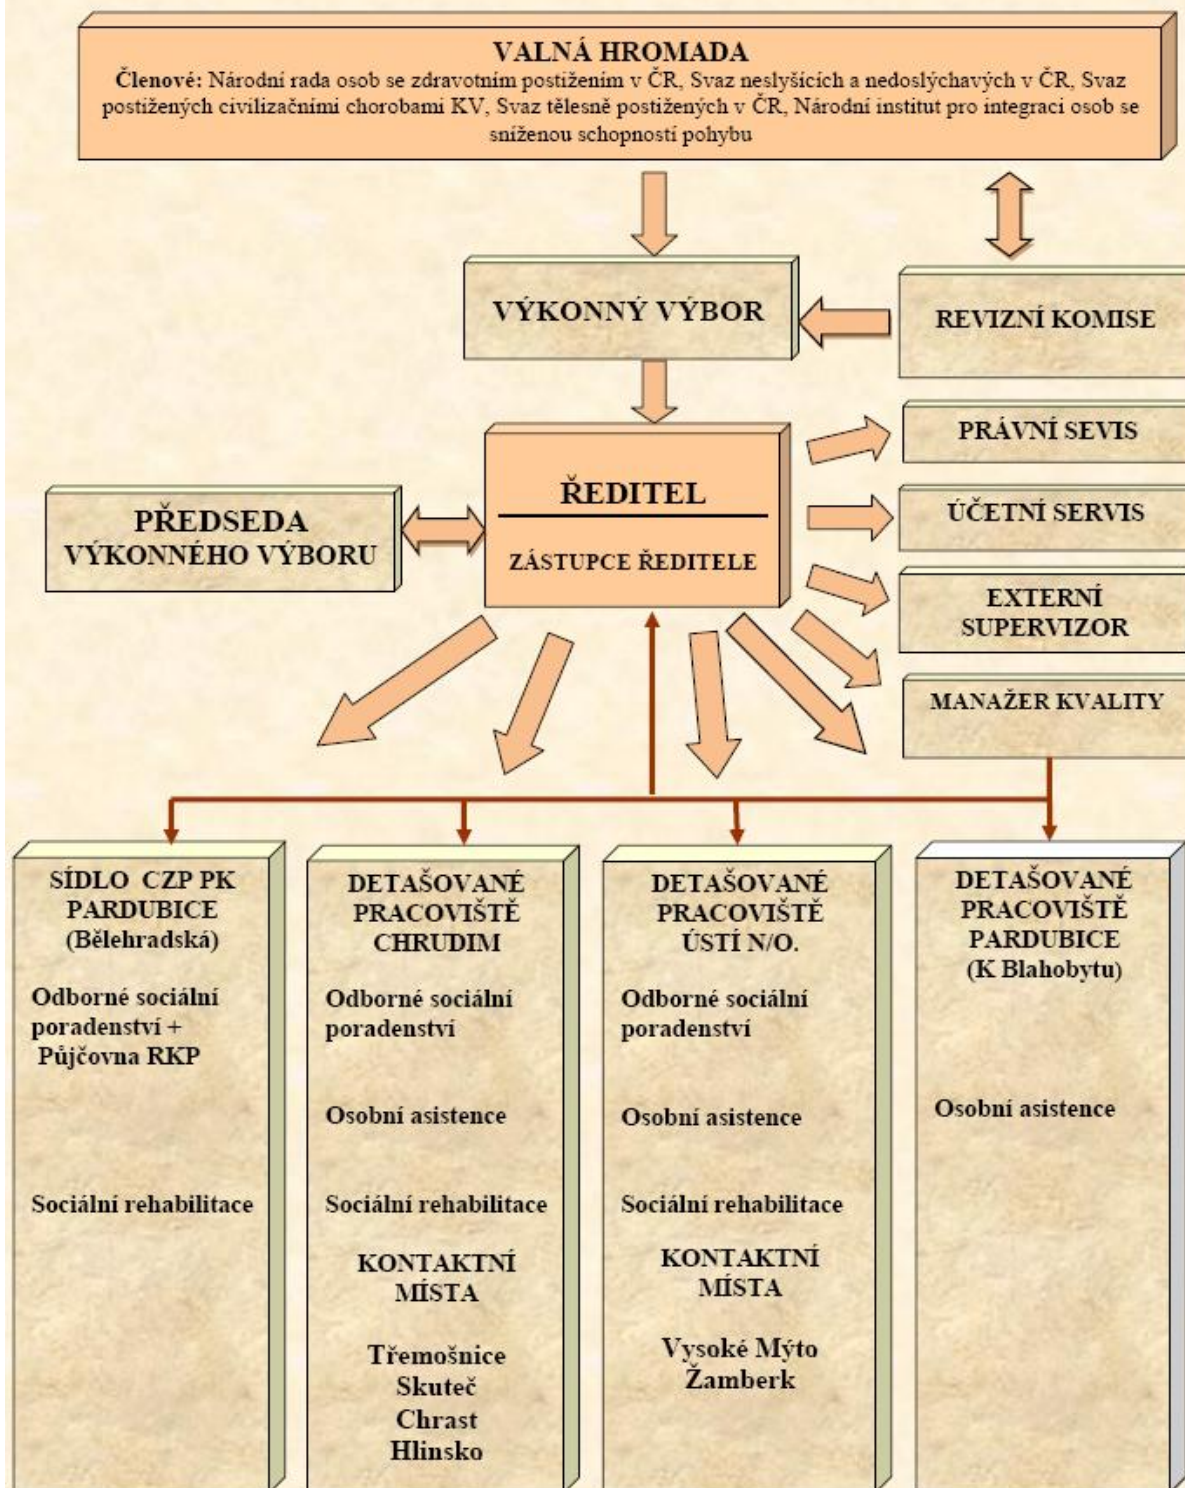 VALNÁ HROMADA
Členové: Národní rada osob se zdravotním postižením v ČR, Svaz neslyšících a nedoslýchavých v ČR, Svaz
postižených civilizačními chorobami KV, Svaz tělesně postižených v ČR, Národní institut pro integraci osob se
sníženou schopností pohybu
VÝKONNÝ VÝBOR
REVIZNÍ KOMISE
PRÁVNÍ SEVIS
ŘEDITEL
ZÁSTUPCE ŘEDITELE
PŘEDSEDA
VÝKONNÉHO VÝBORU
ÚČETNÍ SERVIS
EXTERNÍ
SUPERVIZOR
MANAŽER KVALITY
SÍDLO CZP PK
PARDUBICE
(Bělehradská)
Odborné sociální
poradenství +
Půjčovna RKP
Sociální rehabilitace
DETAŠOVANÉ
PRACOVIŠTĚ
CHRUDIM
Odborné sociální
poradenství
Osobní asistence
Sociální rehabilitace
KONTAKTNÍ
MÍSTA
Třemošnice
Skuteč
Chrast
Hlinsko
DETAŠOVANÉ
PRACOVIŠTĚ
ÚSTÍ N/O.
Odborné sociální
poradenství
Osobní asistence
Sociální rehabilitace
KONTAKTNÍ
MÍSTA
Vysoké Mýto
Žamberk
DETAŠOVANÉ
PRACOVIŠTĚ
PARDUBICE
(K Blahobytu)
Osobní asistence